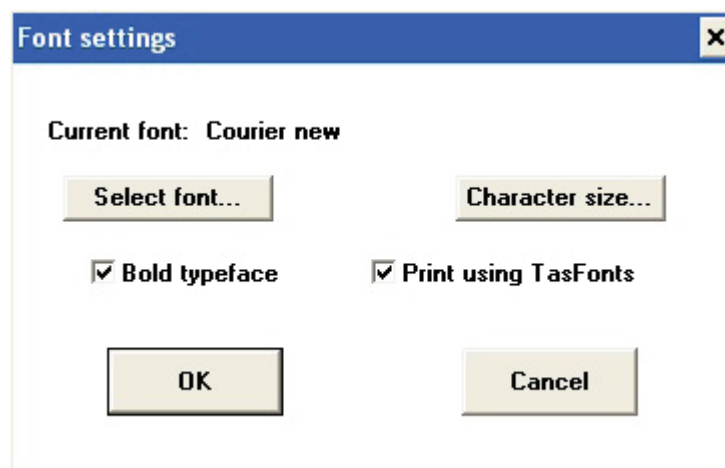 Font settings
Current font: Courier new
Select font... Character size...
Bold typeface Print using TasFonts
OK Cancel